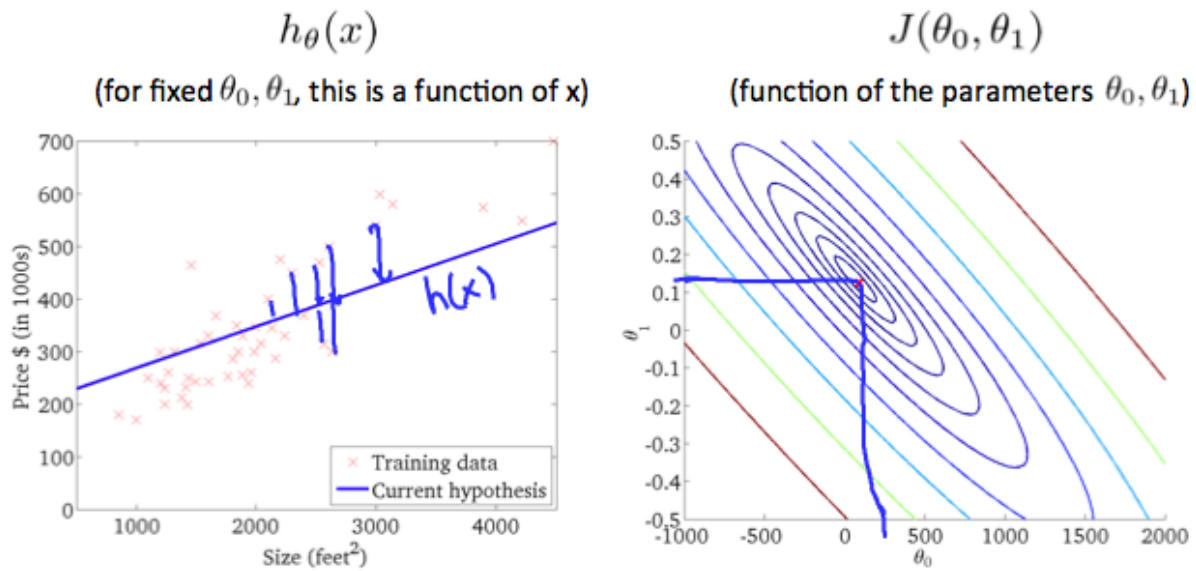 hθ(x)
(for fixed θ0, θ1, this is a function of x)
700
600
500
400
300
200
100
0
Price $ (in 1000s)
h(x)
Training data
Current hypothesis
1000 2000 3000 4000
Size (feet²)
J(θ0, θ1)
(function of the parameters θ0, θ1)
0.5
0.4
0.3
0.2
0.1
0
-0.1
-0.2
-0.3
-0.4
-0.5
θ1
-1000 -500 0 500 1000 1500 2000
θ0